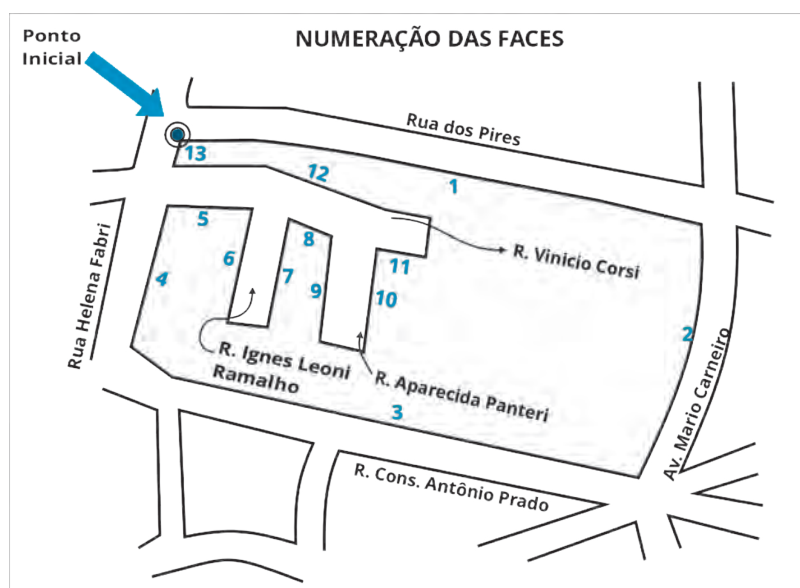 NUMERAÇÃO DAS FACES
Ponto
Inicial
Rua dos Pires
13
12
1
5
8
R. Vinicio Corsi
11
6
4
7
9
10
Rua Helena Fabri
2
R. Ignes Leoni
Ramalho
R. Aparecida Panteri
3
Av. Mario Carneiro
R. Cons. Antônio Prado